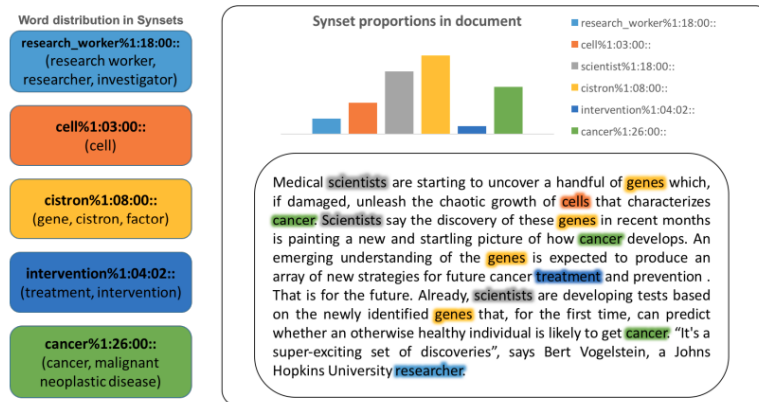 Word distribution in Synsets
research_worker%1:18:00::
(research worker,
researcher, investigator)
cell%1:03:00::
(cell)
cistron%1:08:00::
(gene, cistron, factor)
intervention%1:04:02::
(treatment, intervention)
cancer%1:26:00::
(cancer, malignant
neoplastic disease)
Synset proportions in document
research_worker%1:18:00::
cell%1:03:00::
scientist%1:18:00::
cistron%1:08:00::
intervention%1:04:02::
cancer%1:26:00::
Medical scientists are starting to uncover a handful of genes which,
if damaged, unleash the chaotic growth of cells that characterizes
cancer. Scientists say the discovery of these genes in recent months
is painting a new and startling picture of how cancer develops. An
emerging understanding of the genes is expected to produce an
array of new strategies for future cancer treatment and prevention .
That is for the future. Already, scientists are developing tests based
on the newly identified genes that, for the first time, can predict
whether an otherwise healthy individual is likely to get cancer. “It's a
super-exciting set of discoveries”, says Bert Vogelstein, a Johns
Hopkins University researcher.